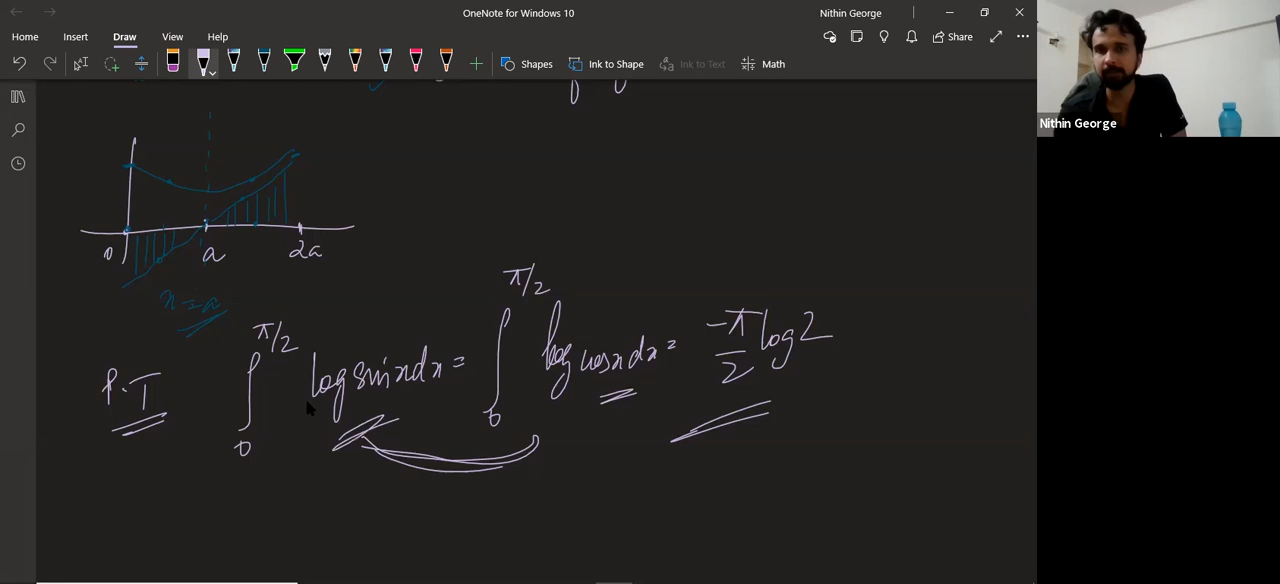 OneNote for Windows 10
Nithin George
Home Insert Draw View Help
Share
Shapes Ink to Shape Ink to Text Math
Nithin George
0 a 2a
x = a
P.T ∫₀^{π/2} log sin x dx = ∫₀^{π/2} log cos x dx = -π/2 log 2